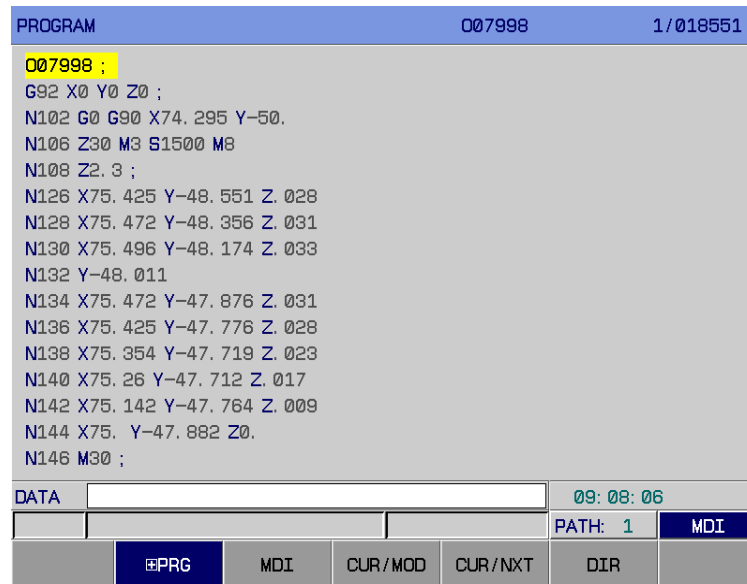 PROGRAM O07998 1/018551
O07998 ;
G92 X0 Y0 Z0 ;
N102 G0 G90 X74.295 Y-50.
N106 Z30 M3 S1500 M8
N108 Z2.3 ;
N126 X75.425 Y-48.551 Z.028
N128 X75.472 Y-48.356 Z.031
N130 X75.496 Y-48.174 Z.033
N132 Y-48.011
N134 X75.472 Y-47.876 Z.031
N136 X75.425 Y-47.776 Z.028
N138 X75.354 Y-47.719 Z.023
N140 X75.26 Y-47.712 Z.017
N142 X75.142 Y-47.764 Z.009
N144 X75. Y-47.882 Z0.
N146 M30 ;
DATA 09:08:06
PATH: 1 MDI
⊞PRG MDI CUR/MOD CUR/NXT DIR